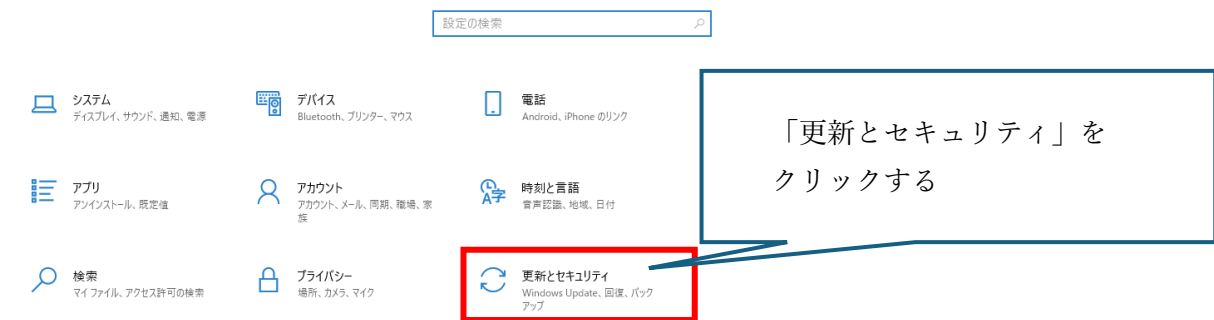 設定の検索
システム
ディスプレイ、サウンド、通知、電源
デバイス
Bluetooth、プリンター、マウス
電話
Android、iPhone のリンク
「更新とセキュリティ」を
クリックする
アプリ
アンインストール、既定値
アカウント
アカウント、メール、同期、職場、家
族
時刻と言語
音声認識、地域、日付
検索
マイ ファイル、アクセス許可の検索
プライバシー
場所、カメラ、マイク
更新とセキュリティ
Windows Update、回復、バック
アップ